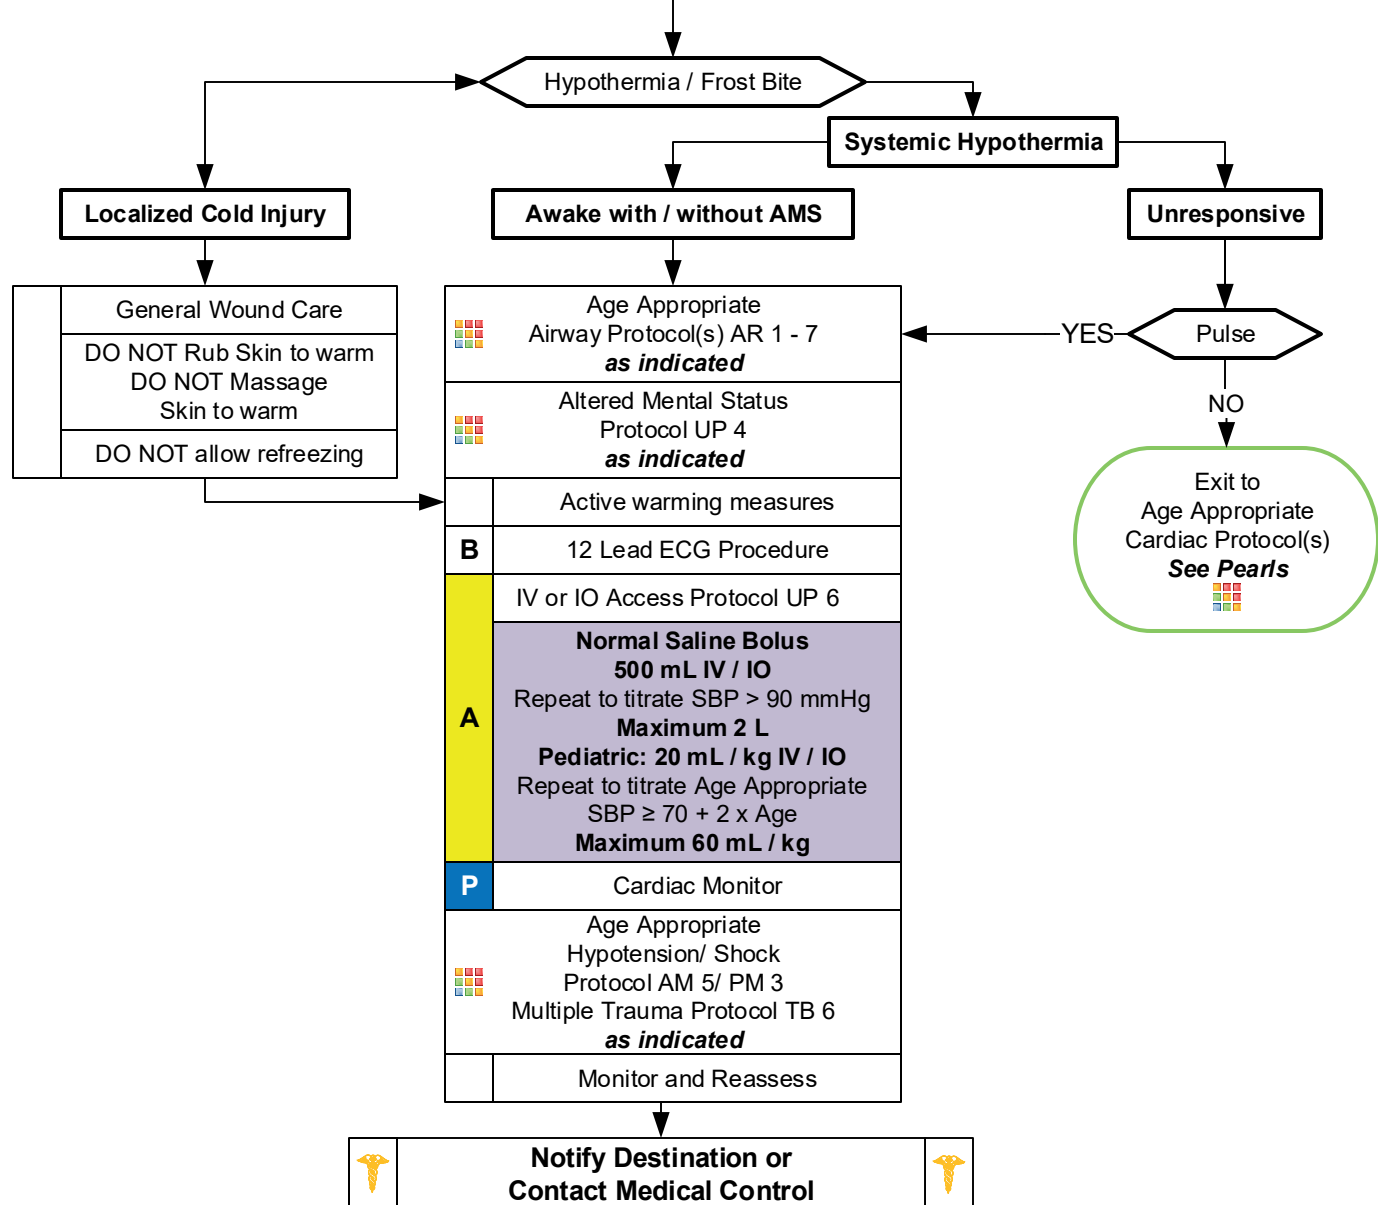 Hypothermia / Frost Bite
Systemic Hypothermia
Localized Cold Injury
Awake with / without AMS
Unresponsive
General Wound Care
DO NOT Rub Skin to warm
DO NOT Massage
Skin to warm
DO NOT allow refreezing
Age Appropriate
Airway Protocol(s) AR 1 - 7
as indicated
YES
Pulse
NO
Altered Mental Status
Protocol UP 4
as indicated
Exit to
Age Appropriate
Cardiac Protocol(s)
See Pearls
Active warming measures
B
12 Lead ECG Procedure
A
IV or IO Access Protocol UP 6
Normal Saline Bolus
500 mL IV / IO
Repeat to titrate SBP > 90 mmHg
Maximum 2 L
Pediatric: 20 mL / kg IV / IO
Repeat to titrate Age Appropriate
SBP ≥ 70 + 2 x Age
Maximum 60 mL / kg
P
Cardiac Monitor
Age Appropriate
Hypotension/ Shock
Protocol AM 5/ PM 3
Multiple Trauma Protocol TB 6
as indicated
Monitor and Reassess
Notify Destination or
Contact Medical Control